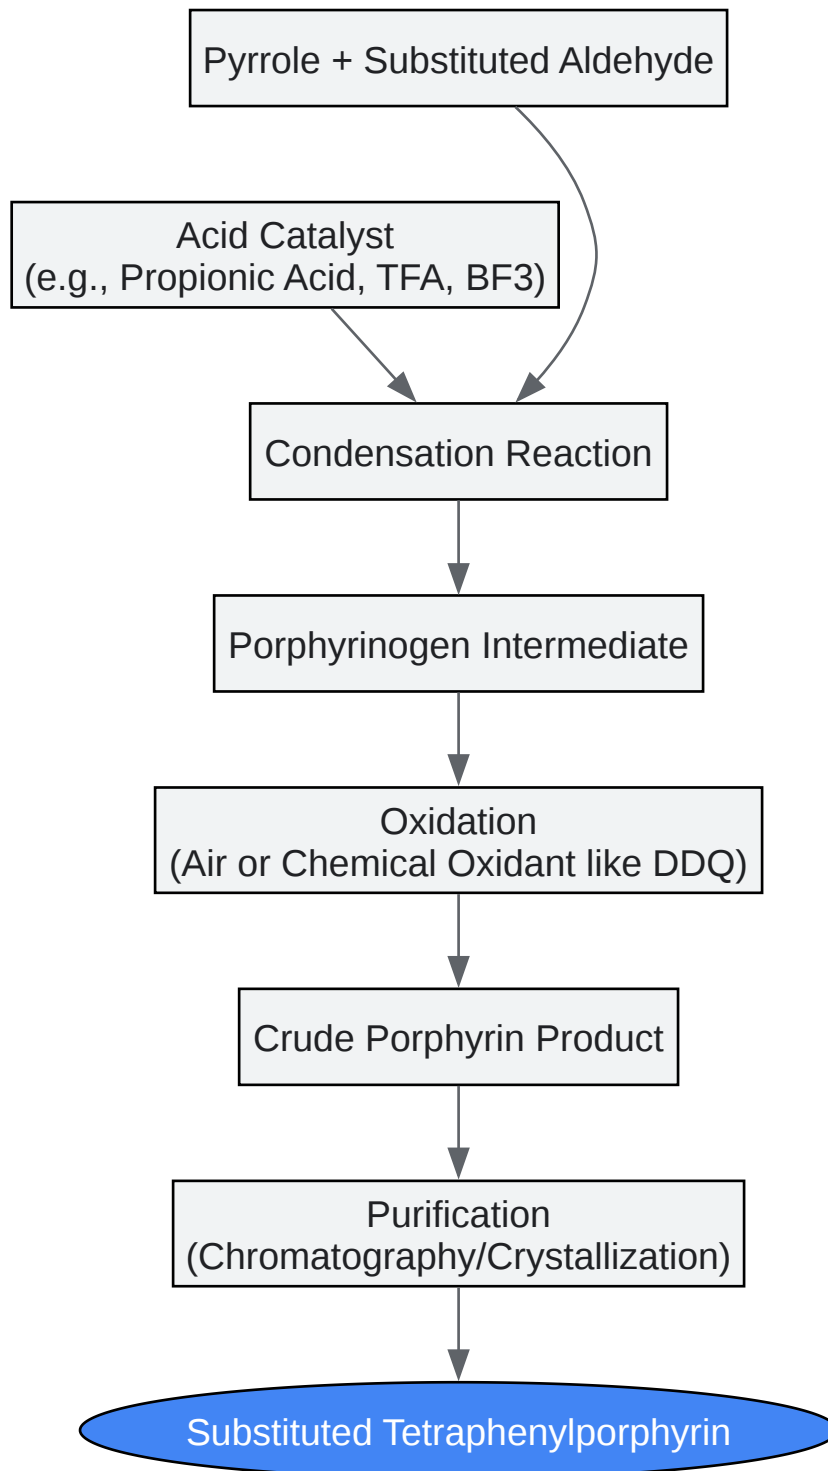 Pyrrole + Substituted Aldehyde
Acid Catalyst
(e.g., Propionic Acid, TFA, BF3)
Condensation Reaction
Porphyrinogen Intermediate
Oxidation
(Air or Chemical Oxidant like DDQ)
Crude Porphyrin Product
Purification
(Chromatography/Crystallization)
Substituted Tetraphenylporphyrin